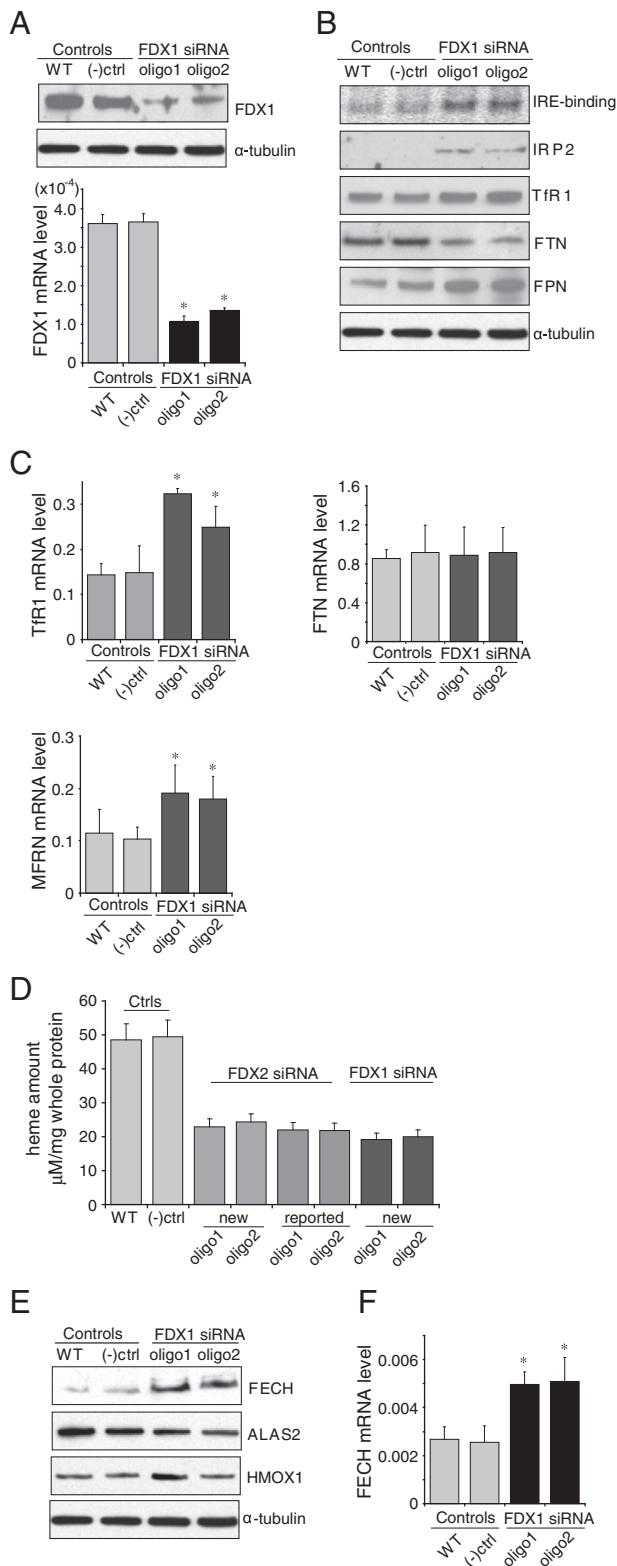 A
Controls FDX1 siRNA
WT (-)ctrl oligo1 oligo2
FDX1
α-tubulin
(x10⁻⁴)
4.0
3.0
2.0
1.0
0
FDX1 mRNA level
* *
Controls FDX1 siRNA
WT (-)ctrl oligo1 oligo2
B
Controls FDX1 siRNA
WT (-)ctrl oligo1 oligo2
IRE-binding
IRP2
TfR1
FTN
FPN
α-tubulin
C
TfR1 mRNA level
0.3
0.2
0.1
0
* *
Controls FDX1 siRNA
WT (-)ctrl oligo1 oligo2
FTN mRNA level
1.6
1.2
0.8
0.4
0
Controls FDX1 siRNA
WT (-)ctrl oligo1 oligo2
MFRN mRNA level
0.3
0.2
0.1
0
* *
Controls FDX1 siRNA
WT (-)ctrl oligo1 oligo2
D
heme amount
μM/mg whole protein
60
50
40
30
20
10
0
Ctrls
FDX2 siRNA FDX1 siRNA
WT (-)ctrl
new reported new
oligo1 oligo2 oligo1 oligo2 oligo1 oligo2
E
Controls FDX1 siRNA
WT (-)ctrl oligo1 oligo2
FECH
ALAS2
HMOX1
α-tubulin
F
FECH mRNA level
0.006
0.004
0.002
0
* *
Controls FDX1 siRNA
WT (-)ctrl oligo1 oligo2